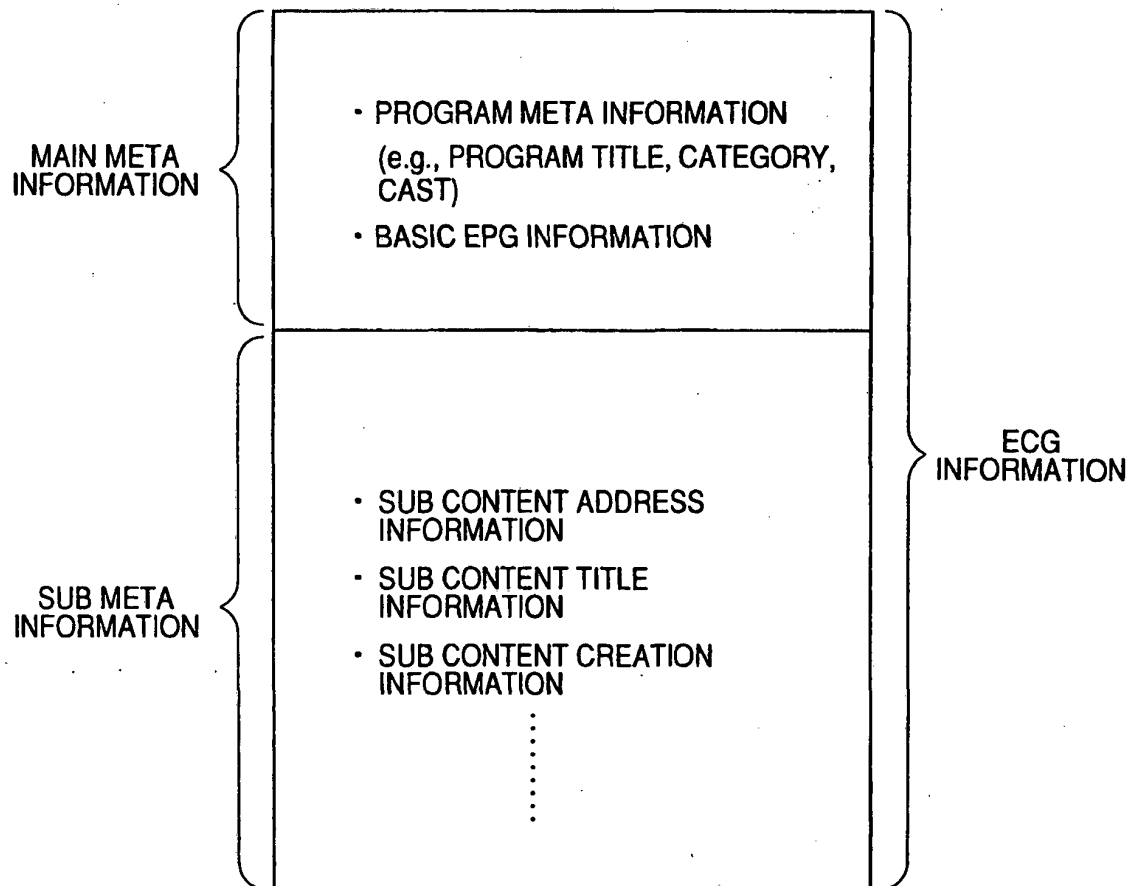 MAIN META
INFORMATION
· PROGRAM META INFORMATION
(e.g., PROGRAM TITLE, CATEGORY,
CAST)
· BASIC EPG INFORMATION
ECG
INFORMATION
SUB META
INFORMATION
· SUB CONTENT ADDRESS
INFORMATION
· SUB CONTENT TITLE
INFORMATION
· SUB CONTENT CREATION
INFORMATION